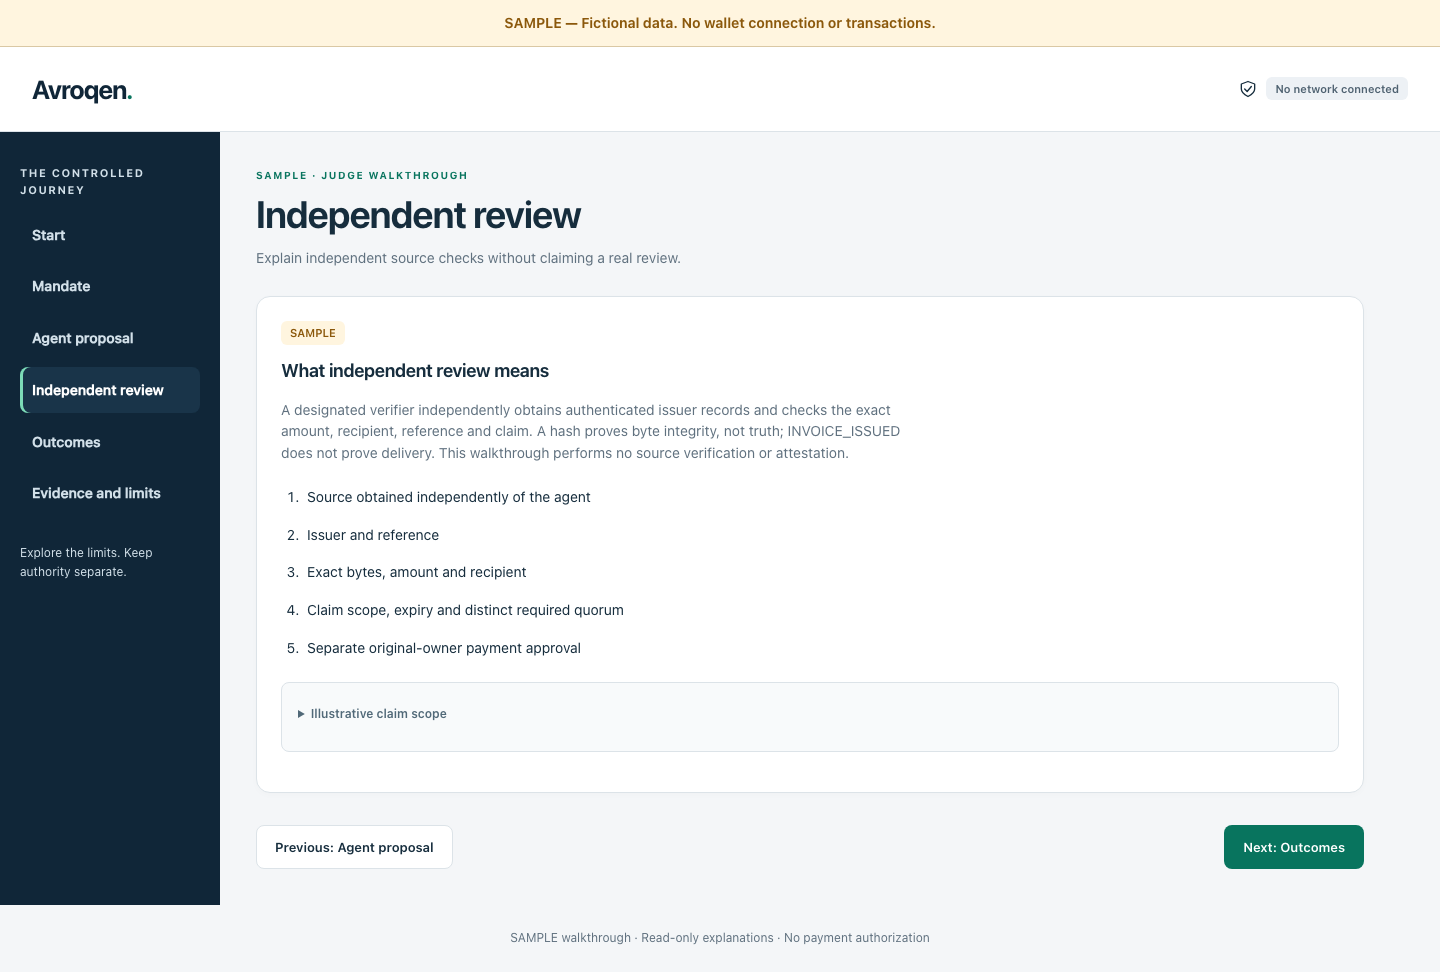 SAMPLE — Fictional data. No wallet connection or transactions.
Avroqen.
No network connected
THE CONTROLLED
JOURNEY
Start
Mandate
Agent proposal
Independent review
Outcomes
Evidence and limits
Explore the limits. Keep
authority separate.
SAMPLE · JUDGE WALKTHROUGH
Independent review
Explain independent source checks without claiming a real review.
SAMPLE
What independent review means
A designated verifier independently obtains authenticated issuer records and checks the exact
amount, recipient, reference and claim. A hash proves byte integrity, not truth; INVOICE_ISSUED
does not prove delivery. This walkthrough performs no source verification or attestation.
1. Source obtained independently of the agent
2. Issuer and reference
3. Exact bytes, amount and recipient
4. Claim scope, expiry and distinct required quorum
5. Separate original-owner payment approval
Illustrative claim scope
Previous: Agent proposal
Next: Outcomes
SAMPLE walkthrough · Read-only explanations · No payment authorization